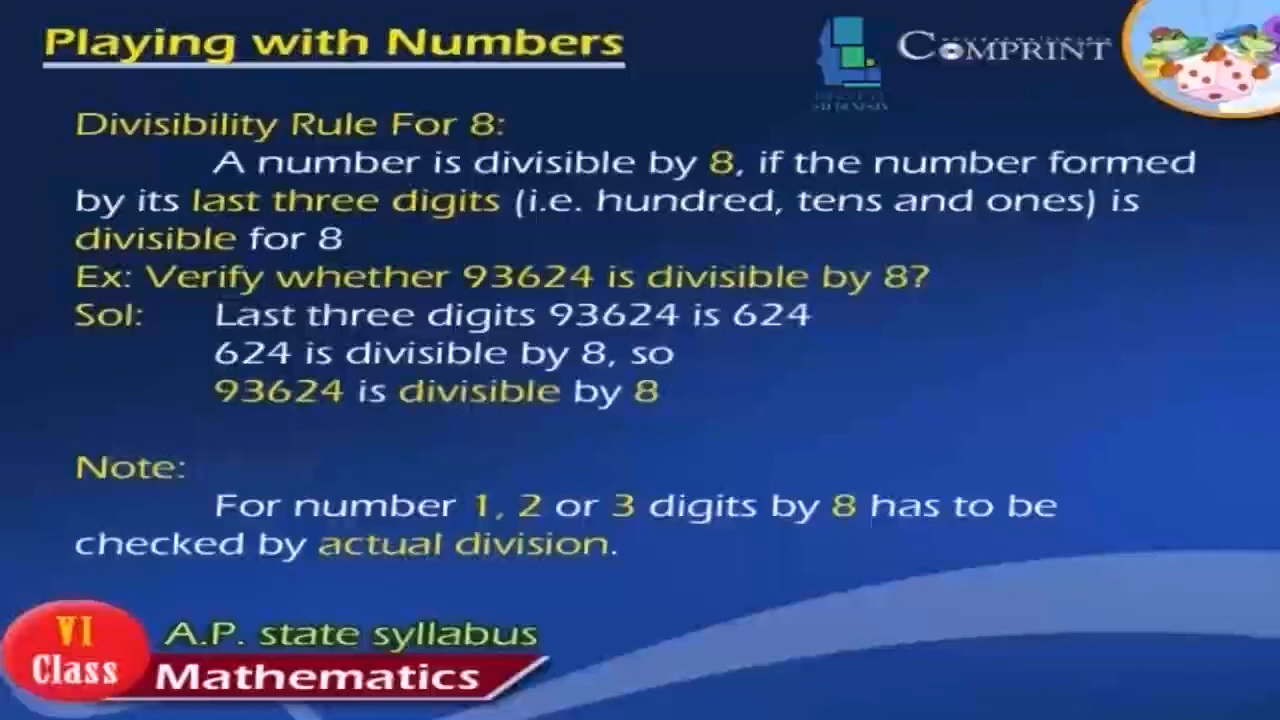 Playing with Numbers
COMPRINT
Divisibility Rule For 8:
A number is divisible by 8, if the number formed
by its last three digits (i.e. hundred, tens and ones) is
divisible for 8
Ex: Verify whether 93624 is divisible by 8?
Sol: Last three digits 93624 is 624
624 is divisible by 8, so
93624 is divisible by 8
Note:
For number 1, 2 or 3 digits by 8 has to be
checked by actual division.
VI
Class
A.P. state syllabus
Mathematics